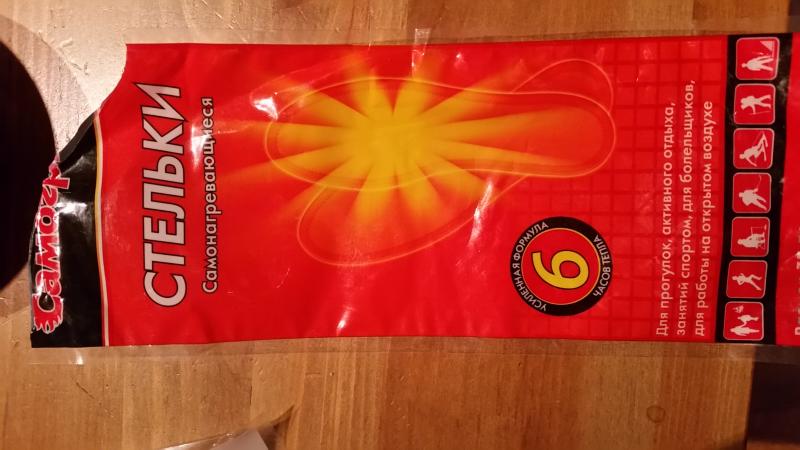 СТЕЛЬКИ
Самонагревающиеся
УСИЛЕННАЯ ФОРМУЛА
6
ЧАСОВ ТЕПЛА
Для прогулок, активного отдыха,
занятий спортом, для болельщиков,
для работы на открытом воздухе